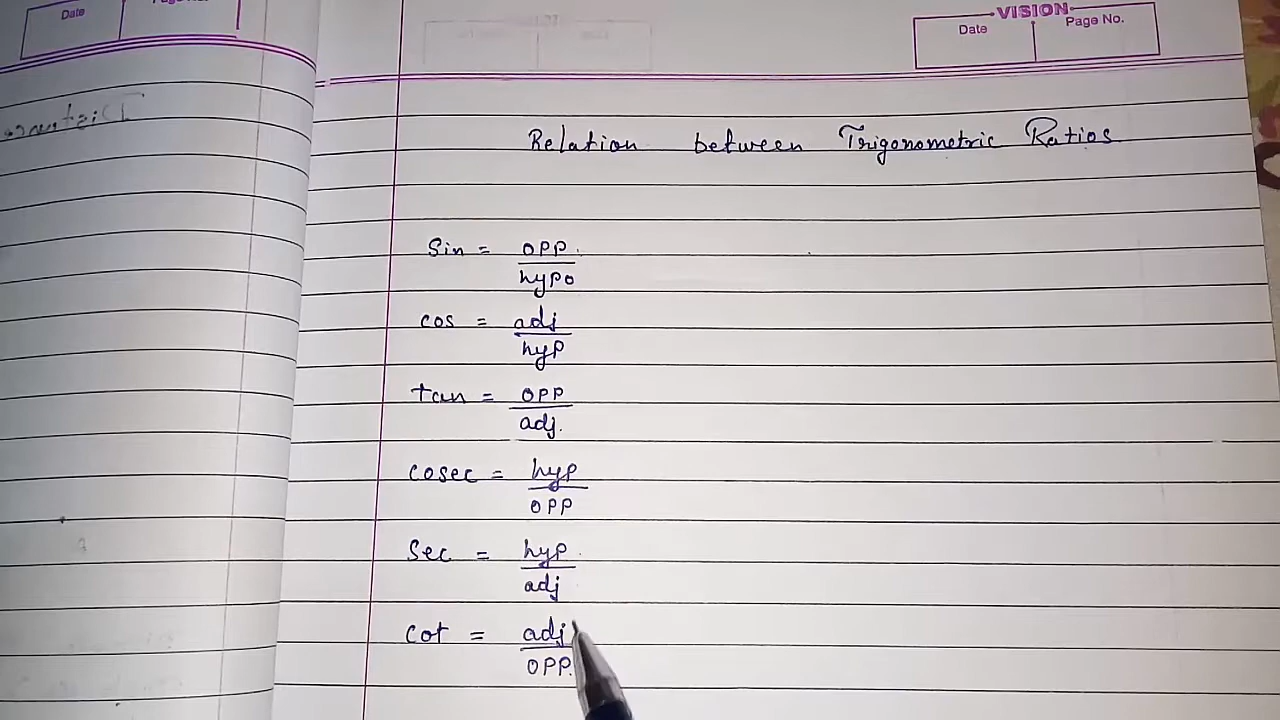 Date
VISION
Date Page No.
Relation between Trigonometric Ratios
Sin = opp.
hypo
cos = adj
hyp
tan = opp
adj.
cosec = hyp
opp
Sec = hyp
adj
cot = adj
opp.